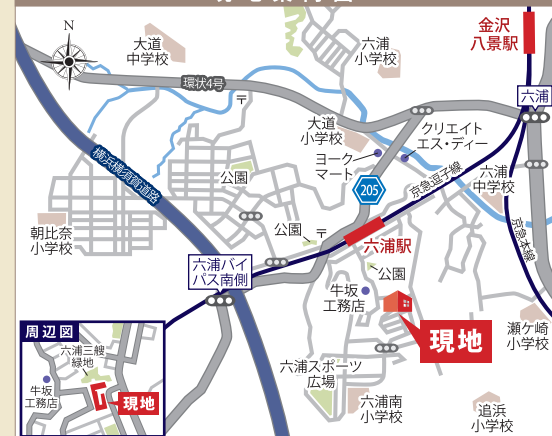 現地案内図
N
大道
中学校
六浦
小学校
金沢
八景駅
環状4号
〒
六浦
大道
小学校
クリエイト
エス・ディー
ヨーク
マート
横浜横須賀道路
公園
205
京急逗子線
六浦
中学校
京急本線
朝比奈
小学校
公園
〒
六浦駅
六浦バイ
パス南側
公園
牛坂
工務店
現地
瀬ケ崎
小学校
周辺図
六浦三艘
緑地
牛坂
工務店
現地
六浦スポーツ
広場
六浦南
小学校
追浜
小学校